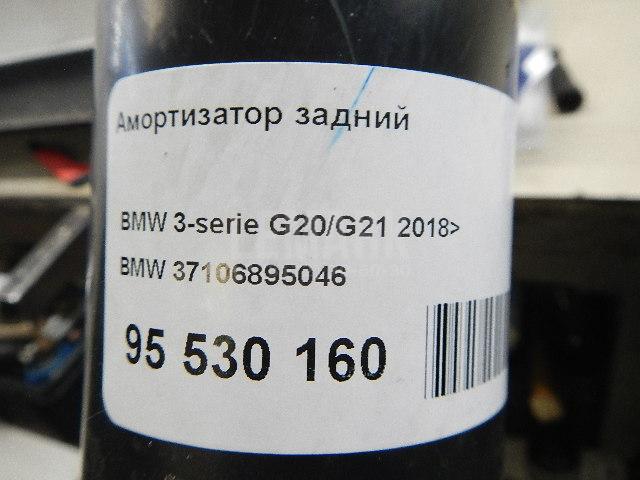 Амортизатор задний
BMW 3-serie G20/G21 2018>
BMW 37106895046
95 530 160